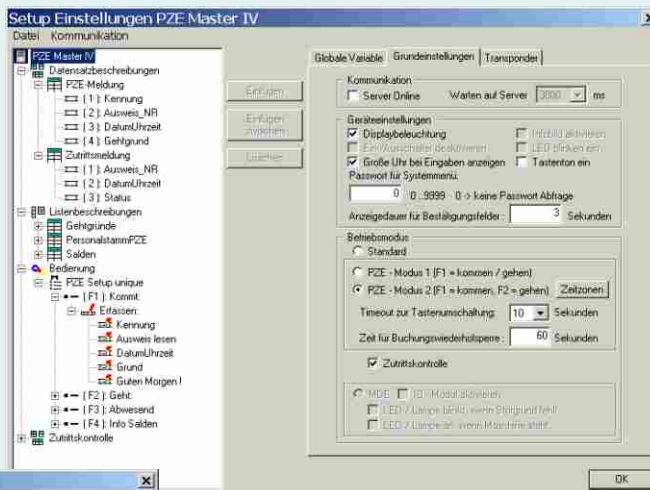 Setup Einstellungen PZE Master IV
Datei Kommunikation
PZE Master IV
Datensatzbeschreibungen
PZE-Meldung
( 1 ): Kennung
( 2 ): Ausweis_NR
( 3 ): DatumUhrzeit
( 4 ): Gehtgrund
Zutrittsmeldung
( 1 ): Ausweis_NR
( 2 ): DatumUhrzeit
( 3 ): Status
Listenbeschreibungen
Gehtgründe
PersonalstammPZE
Salden
Bedienung
PZE Setup unique
( F1 ): Kommt:
Erfassen:
Kennung
Ausweis lesen
DatumUhrzeit
Grund
Guten Morgen !
( F2 ): Geht:
( F3 ): Abwesend
( F4 ): Info Salden
Zutrittskontrolle
Einfügen
Einfügen
zwischen
Löschen
Globale Variable Grundeinstellungen Transponder
Kommunikation
Server Online Warten auf Server 3000 ms
Geräteeinstellungen
Displaybeleuchtung Infobild aktivieren
Ein/Ausschalter deaktivieren LED blinken ein
Große Uhr bei Eingaben anzeigen Tastenton ein
Passwort für Systemmenü:
0 0..9999 0 -> keine Passwort Abfrage
Anzeigedauer für Bestätigungsfelder : 3 Sekunden
Betriebsmodus
Standard
PZE - Modus 1 (F1 = kommen / gehen)
PZE - Modus 2 (F1 = kommen, F2 = gehen) Zeitzonen
Timeout zur Tastenumschaltung: 10 Sekunden
Zeit für Buchungswiederholsperre : 60 Sekunden
Zutrittskontrolle
MDE IO - Modul aktivieren
LED / Lampe blinkt, wenn Störgrund fehlt
LED / Lampe an, wenn Maschine steht
OK